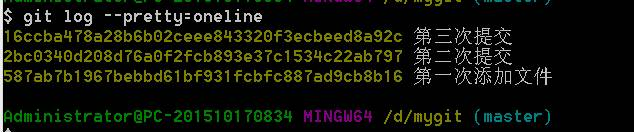 $ git log --pretty=oneline
16ccba478a28b6b02ceee843320f3ecbeed8a92c 第三次提交
2bc0340d208d76a0f2fcb893e37c1534c22ab797 第二次提交
587ab7b1967bebbd61bf931fcbfc887ad9cb8b16 第一次添加文件
Administrator@PC-201510170834 MINGW64 /d/mygit (master)